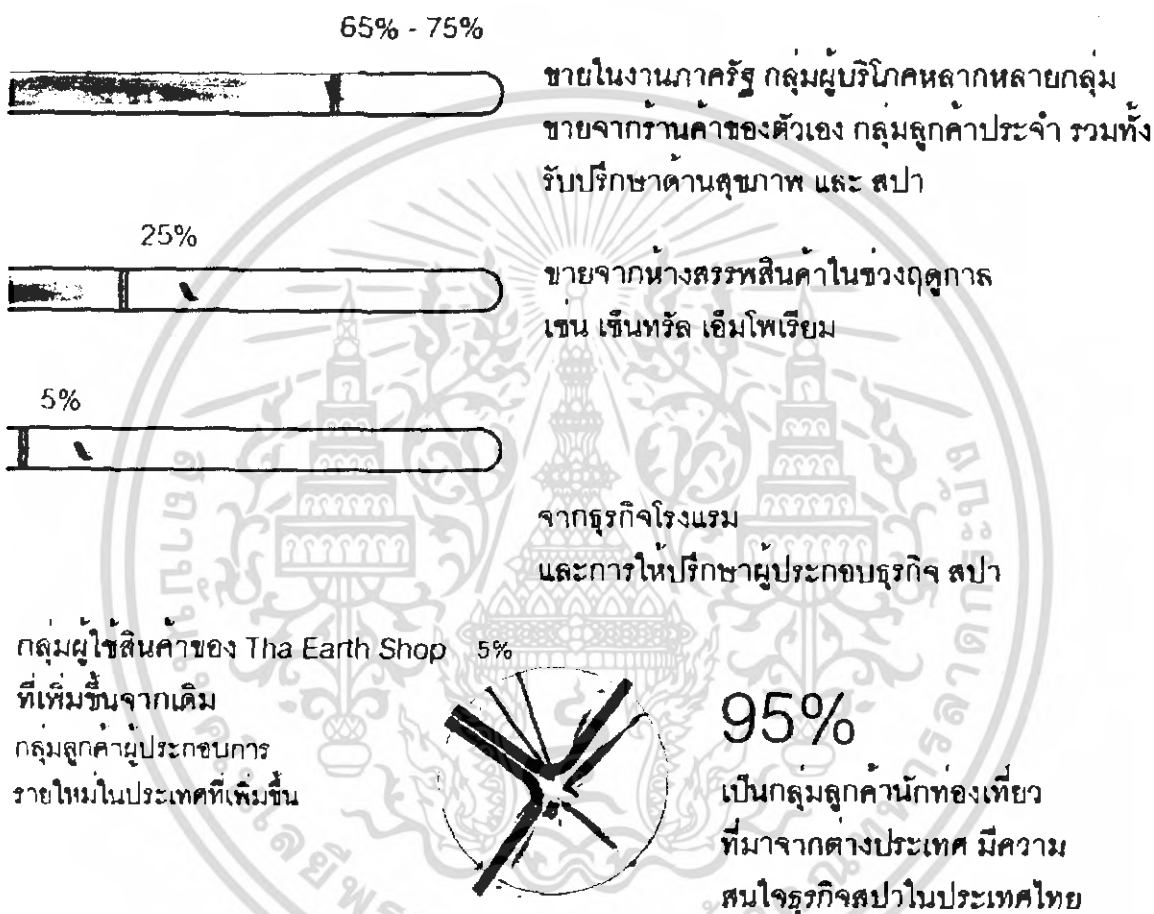 65% - 75%
ขายในงานภาครัฐ กลุ่มผู้บริโภคหลากหลายกลุ่ม
ขายจากร้านค้าของตัวเอง กลุ่มลูกค้าประจำ รวมทั้ง
รับปรึกษาด้านสุขภาพ และ สปา
25%
ขายจากห้างสรรพสินค้าในช่วงฤดูกาล
เช่น เซ็นทรัล เอ็มโพเรียม
5%
จากธุรกิจโรงแรม
และการให้ปรึกษาผู้ประกอบธุรกิจ สปา
กลุ่มผู้ใช้สินค้าของ Tha Earth Shop 5%
ที่เพิ่มขึ้นจากเดิม
กลุ่มลูกค้าผู้ประกอบการ
รายใหม่ในประเทศที่เพิ่มขึ้น
95%
เป็นกลุ่มลูกค้านักท่องเที่ยว
ที่มาจากต่างประเทศ มีความ
สนใจธุรกิจสปาในประเทศไทย